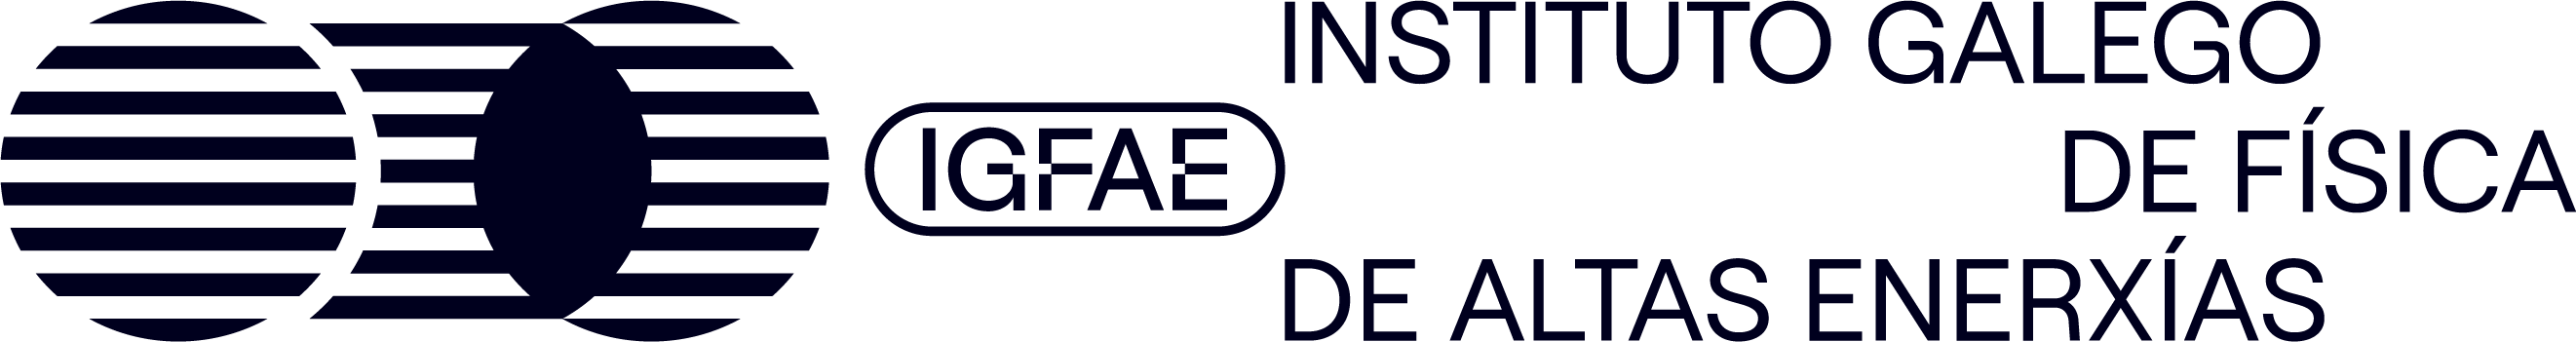 IGFAE
INSTITUTO GALEGO
DE FÍSICA
DE ALTAS ENERXÍAS